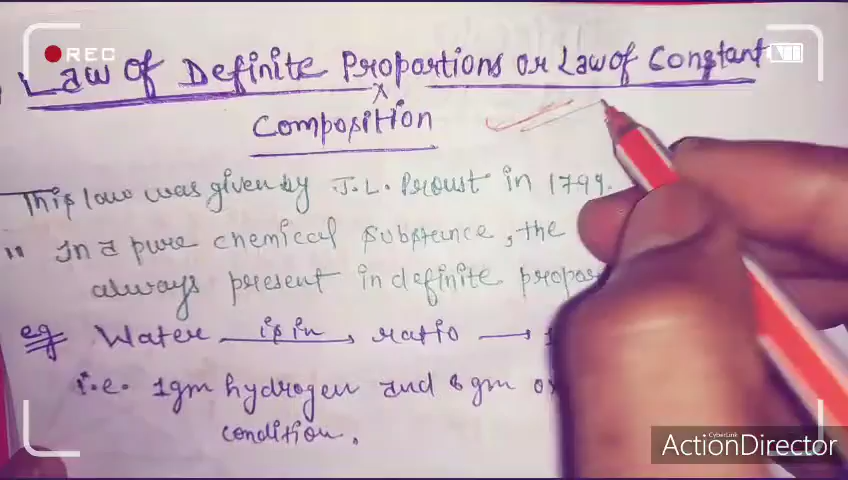 REC
Law of Definite Proportions or Law of Constant
Composition
This law was given by J.L. Proust in 1799.
" In a pure chemical substance, the
always present in definite propor
eg Water is in ratio →
i.e. 1gm hydrogen and 8gm
condition.
CyberLink
ActionDirector